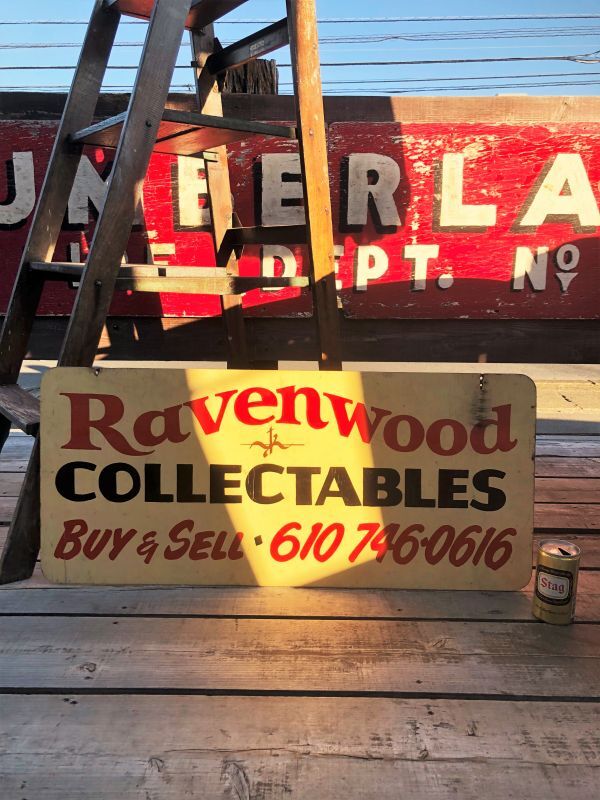 UMBERLA
DEPT. Nº
Ravenwood
COLLECTABLES
BUY & SELL · 610 746·0616
Stag